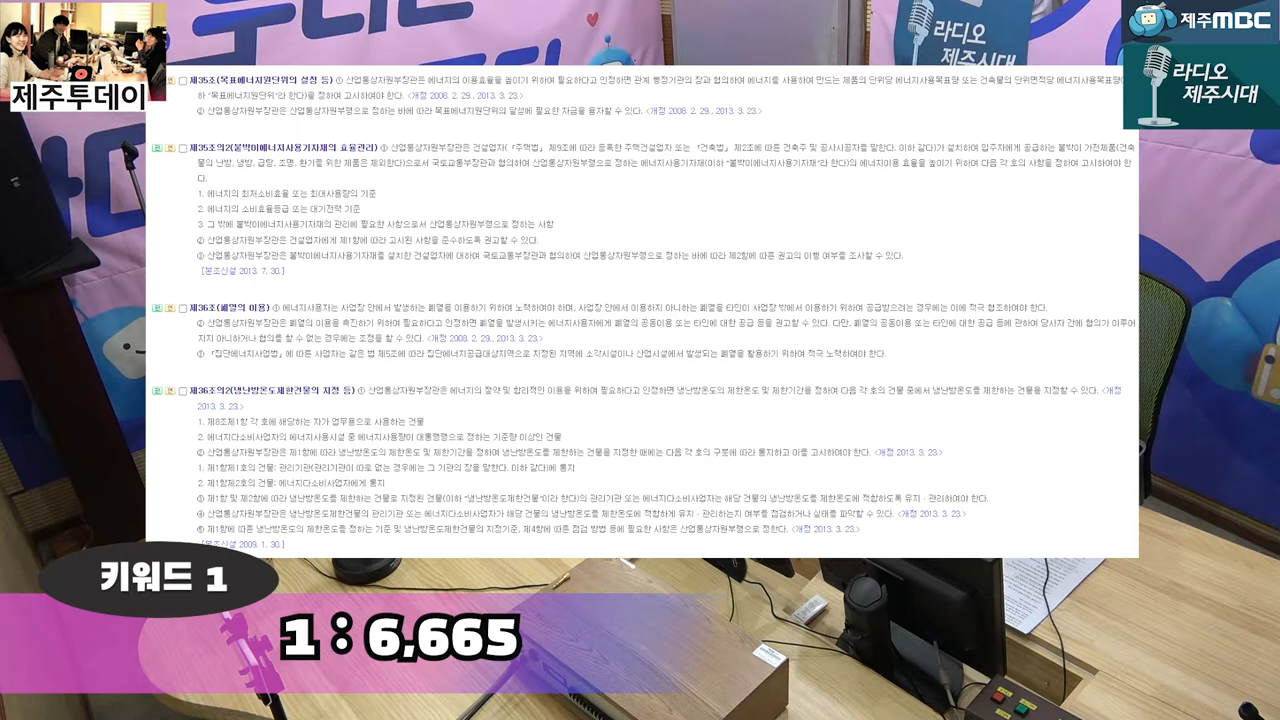 제주투데이
제주MBC
라디오
제주시대
라디오
제주시대
제35조(목표에너지원단위의 설정 등) ① 산업통상자원부장관은 에너지의 이용효율을 높이기 위하여 필요하다고 인정하면 관계 행정기관의 장과 협의하여 에너지를 사용하여 만드는 제품의 단위당 에너지사용목표량 또는 건축물의 단위면적당 에너지사용목표량(
하 "목표에너지원단위"라 한다)을 정하여 고시하여야 한다. <개정 2008. 2. 29., 2013. 3. 23.>
② 산업통상자원부장관은 산업통상자원부령으로 정하는 바에 따라 목표에너지원단위의 달성에 필요한 자금을 융자할 수 있다. <개정 2008. 2. 29., 2013. 3. 23.>
제35조의2(붙박이에너지사용기자재의 효율관리) ① 산업통상자원부장관은 건설업자(「주택법」 제9조에 따라 등록한 주택건설업자 또는 「건축법」 제2조에 따른 건축주 및 공사시공자를 말한다. 이하 같다)가 설치하여 입주자에게 공급하는 붙박이 가전제품(건축
물의 난방, 냉방, 급탕, 조명, 환기를 위한 제품은 제외한다)으로서 국토교통부장관과 협의하여 산업통상자원부령으로 정하는 에너지사용기자재(이하 "붙박이에너지사용기자재"라 한다)의 에너지이용 효율을 높이기 위하여 다음 각 호의 사항을 정하여 고시하여야 한
다.
1. 에너지의 최저소비효율 또는 최대사용량의 기준
2. 에너지의 소비효율등급 또는 대기전력 기준
3. 그 밖에 붙박이에너지사용기자재의 관리에 필요한 사항으로서 산업통상자원부령으로 정하는 사항
② 산업통상자원부장관은 건설업자에게 제1항에 따라 고시된 사항을 준수하도록 권고할 수 있다.
③ 산업통상자원부장관은 붙박이에너지사용기자재를 설치한 건설업자에 대하여 국토교통부장관과 협의하여 산업통상자원부령으로 정하는 바에 따라 제2항에 따른 권고의 이행 여부를 조사할 수 있다.
[본조신설 2013. 7. 30.]
제36조(폐열의 이용) ① 에너지사용자는 사업장 안에서 발생하는 폐열을 이용하기 위하여 노력하여야 하며, 사업장 안에서 이용하지 아니하는 폐열을 타인이 사업장 밖에서 이용하기 위하여 공급받으려는 경우에는 이에 적극 협조하여야 한다.
② 산업통상자원부장관은 폐열의 이용을 촉진하기 위하여 필요하다고 인정하면 폐열을 발생시키는 에너지사용자에게 폐열의 공동이용 또는 타인에 대한 공급 등을 권고할 수 있다. 다만, 폐열의 공동이용 또는 타인에 대한 공급 등에 관하여 당사자 간에 협의가 이루어
지지 아니하거나 협의를 할 수 없는 경우에는 조정을 할 수 있다. <개정 2008. 2. 29., 2013. 3. 23.>
③ 「집단에너지사업법」에 따른 사업자는 같은 법 제5조에 따라 집단에너지공급대상지역으로 지정된 지역에 소각시설이나 산업시설에서 발생되는 폐열을 활용하기 위하여 적극 노력하여야 한다.
제36조의2(냉난방온도제한건물의 지정 등) ① 산업통상자원부장관은 에너지의 절약 및 합리적인 이용을 위하여 필요하다고 인정하면 냉난방온도의 제한온도 및 제한기간을 정하여 다음 각 호의 건물 중에서 냉난방온도를 제한하는 건물을 지정할 수 있다. <개정
2013. 3. 23.>
1. 제8조제1항 각 호에 해당하는 자가 업무용으로 사용하는 건물
2. 에너지다소비사업자의 에너지사용시설 중 에너지사용량이 대통령령으로 정하는 기준량 이상인 건물
② 산업통상자원부장관은 제1항에 따라 냉난방온도의 제한온도 및 제한기간을 정하여 냉난방온도를 제한하는 건물을 지정한 때에는 다음 각 호의 구분에 따라 통지하고 이를 고시하여야 한다. <개정 2013. 3. 23.>
1. 제1항제1호의 건물: 관리기관(관리기관이 따로 없는 경우에는 그 기관의 장을 말한다. 이하 같다)에 통지
2. 제1항제2호의 건물: 에너지다소비사업자에게 통지
③ 제1항 및 제2항에 따라 냉난방온도를 제한하는 건물로 지정된 건물(이하 "냉난방온도제한건물"이라 한다)의 관리기관 또는 에너지다소비사업자는 해당 건물의 냉난방온도를 제한온도에 적합하도록 유지ㆍ관리하여야 한다.
④ 산업통상자원부장관은 냉난방온도제한건물의 관리기관 또는 에너지다소비사업자가 해당 건물의 냉난방온도를 제한온도에 적합하게 유지ㆍ관리하는지 여부를 점검하거나 실태를 파악할 수 있다. <개정 2013. 3. 23.>
⑤ 제1항에 따른 냉난방온도의 제한온도를 정하는 기준 및 냉난방온도제한건물의 지정기준, 제4항에 따른 점검 방법 등에 필요한 사항은 산업통상자원부령으로 정한다. <개정 2013. 3. 23.>
[본조신설 2009. 1. 30.]
키워드 1
1 : 6,665